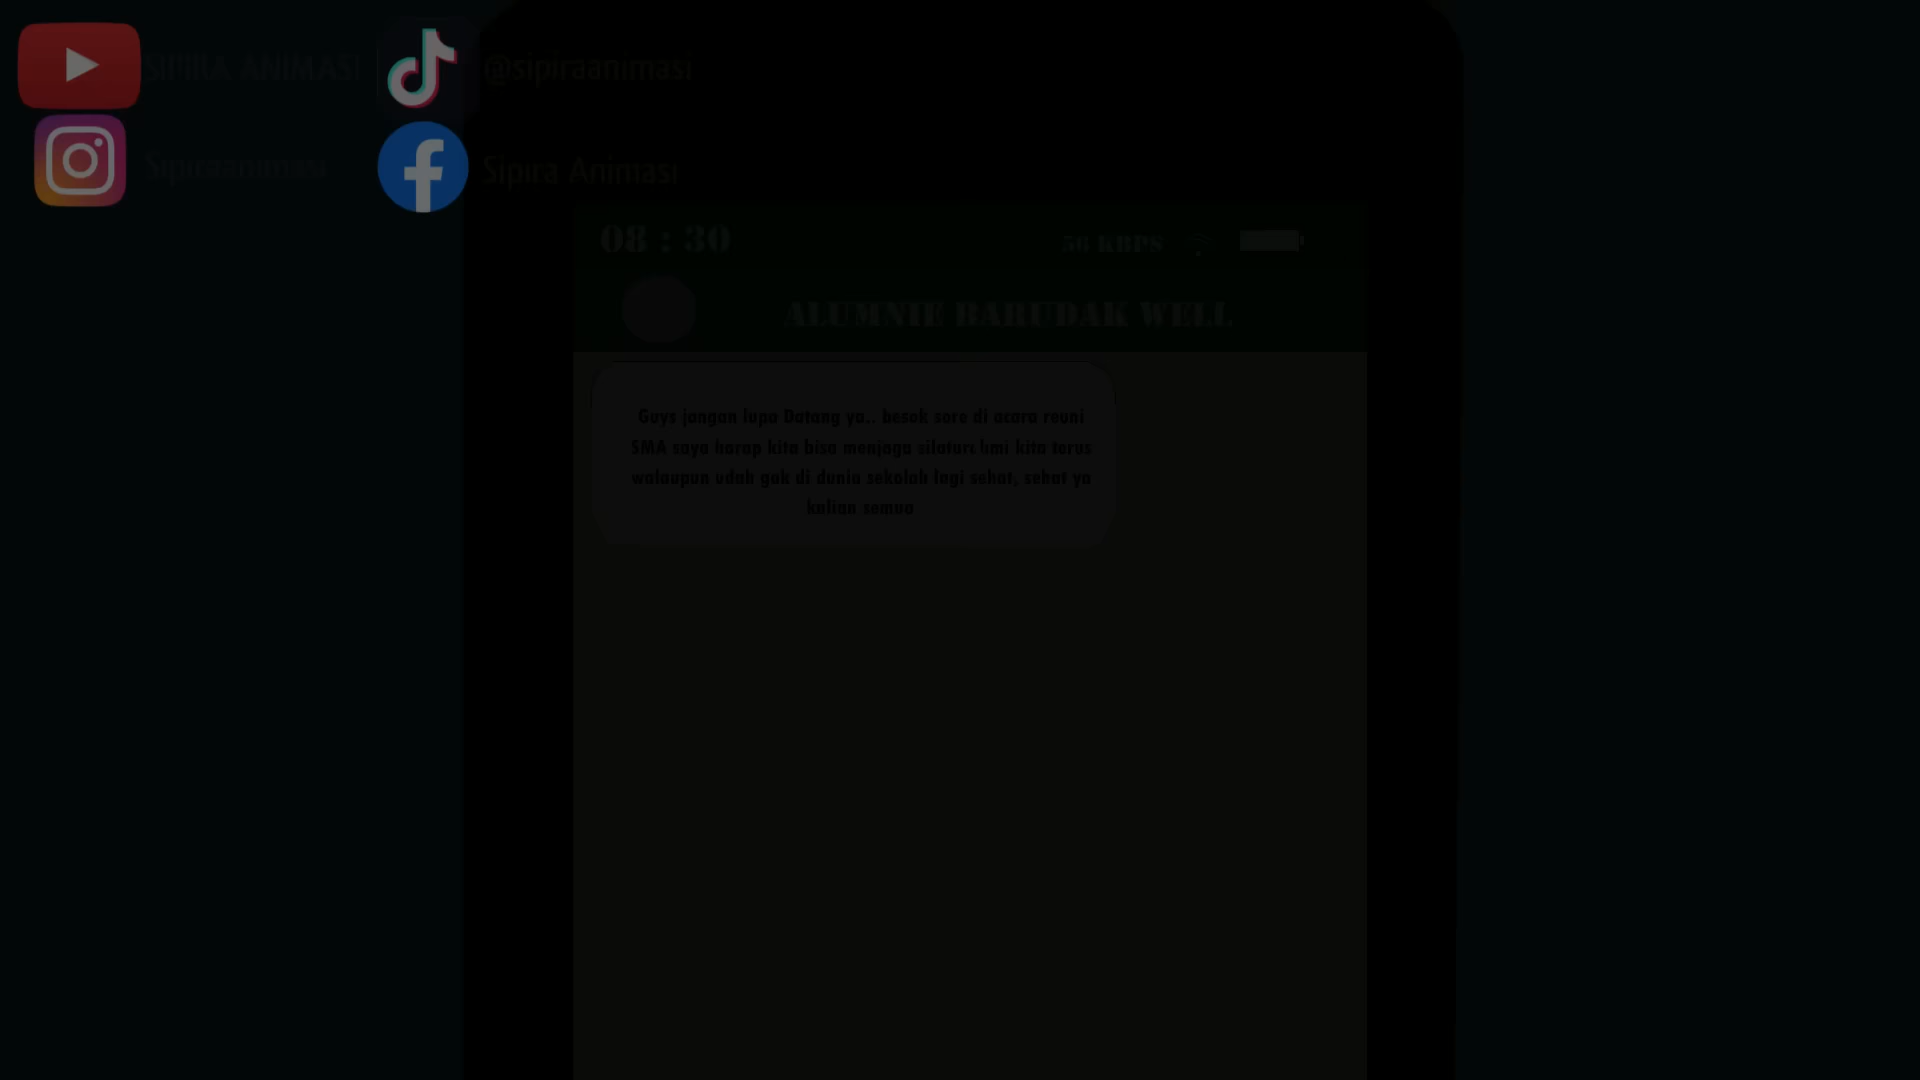 SIPIRA ANIMASI
@sipiraanimasi
Sipiraanimasi
Sipira Animasi
08 : 30
56 KBPS
ALUMNIE BARUDAK WELL
Guys jangan lupa Datang ya.. besok sore di acara reuni
SMA saya harap kita bisa menjaga silaturahmi kita terus
walaupun udah gak di dunia sekolah lagi sehat, sehat ya
kalian semua